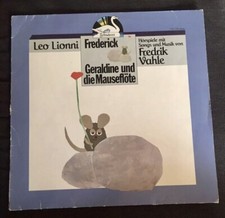 Leo Lionni
Frederick
Geraldine und
die Mauseflöte
Hörspiele mit
Songs und Musik von
Fredrik
Vahle